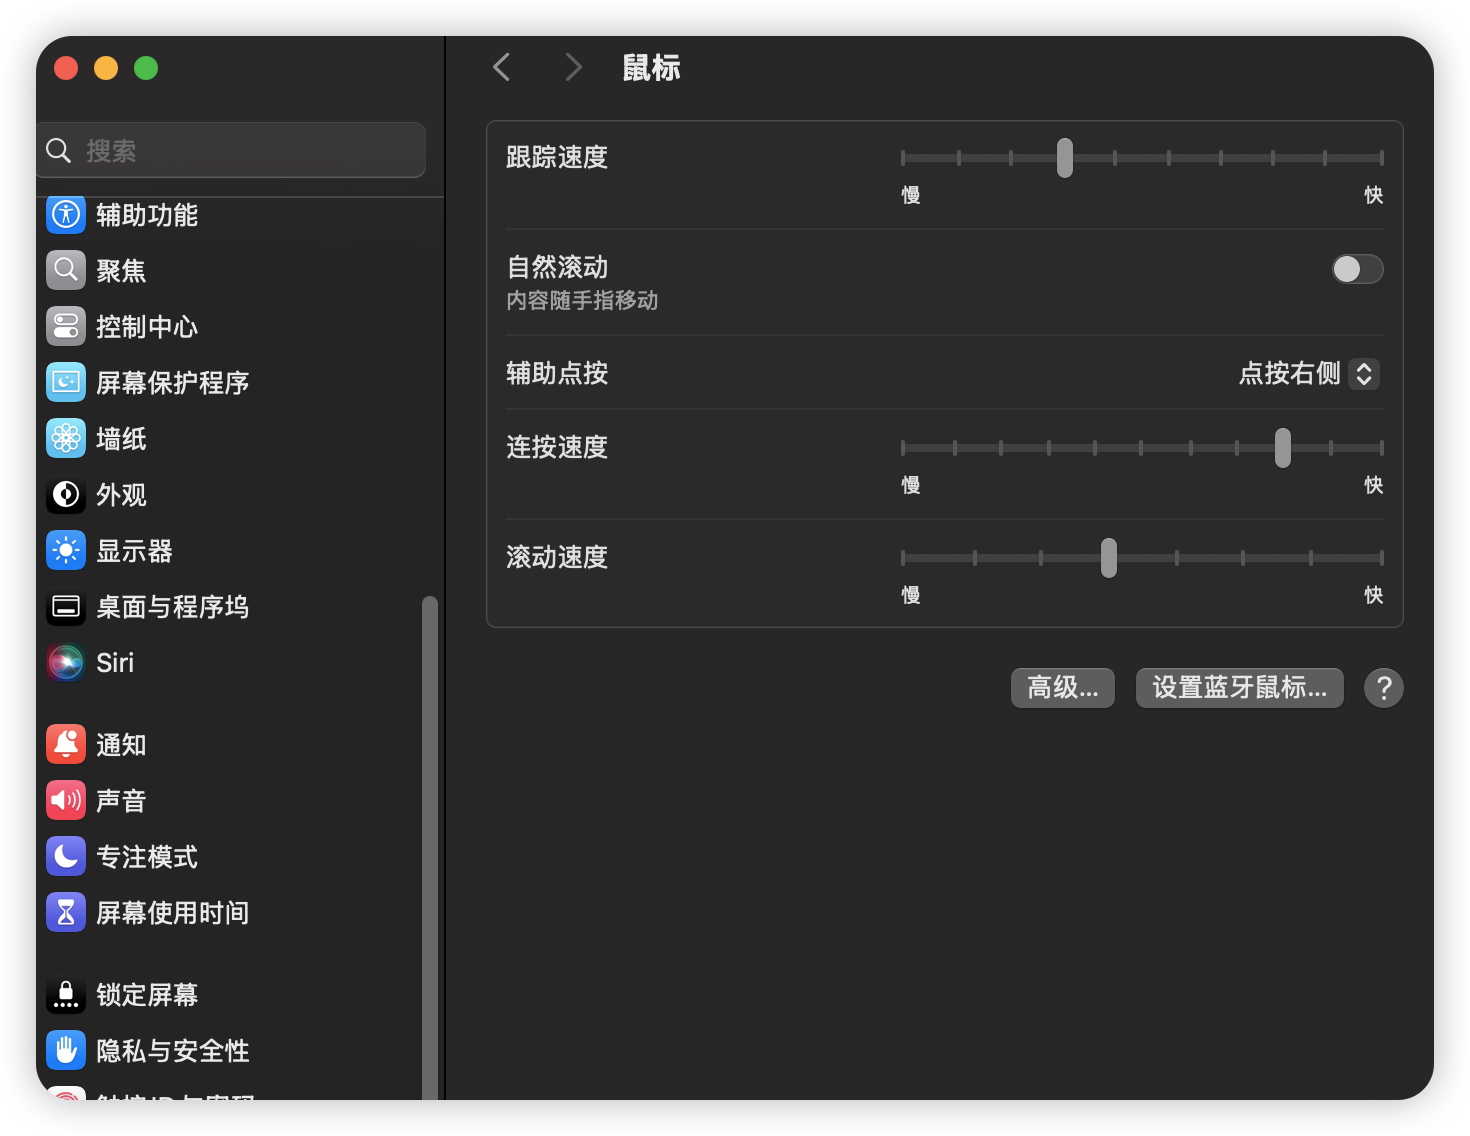 鼠标
搜索
辅助功能
聚焦
控制中心
屏幕保护程序
墙纸
外观
显示器
桌面与程序坞
Siri
通知
声音
专注模式
屏幕使用时间
锁定屏幕
隐私与安全性
跟踪速度
慢
快
自然滚动
内容随手指移动
辅助点按
点按右侧
连按速度
慢
快
滚动速度
慢
快
高级...
设置蓝牙鼠标...
?